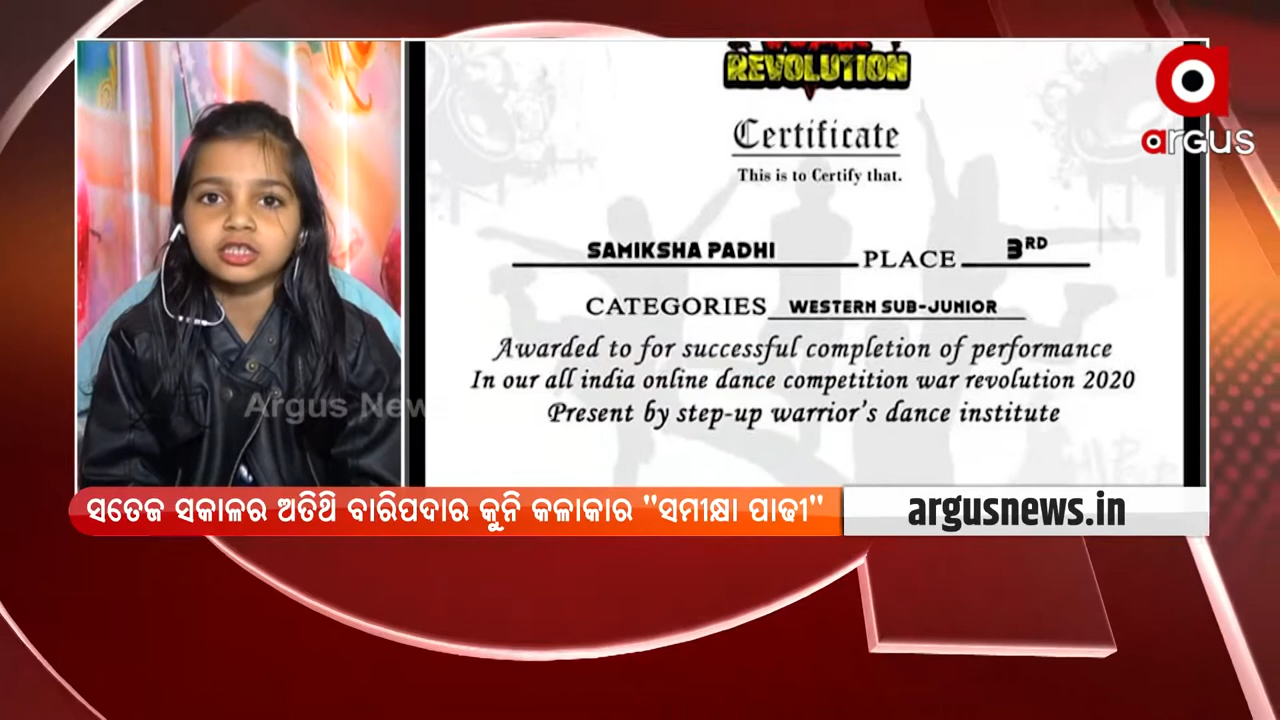 REVOLUTION
Certificate
This is to Certify that.
SAMIKSHA PADHI PLACE 3RD
CATEGORIES WESTERN SUB-JUNIOR
Awarded to for successful completion of performance
In our all india online dance competition war revolution 2020
Present by step-up warrior's dance institute
argus
Argus New
ସତେଜ ସକାଳର ଅତିଥି ବାରିପଦାର କୁନି କଳାକାର "ସମୀକ୍ଷା ପାଢୀ"
argusnews.in